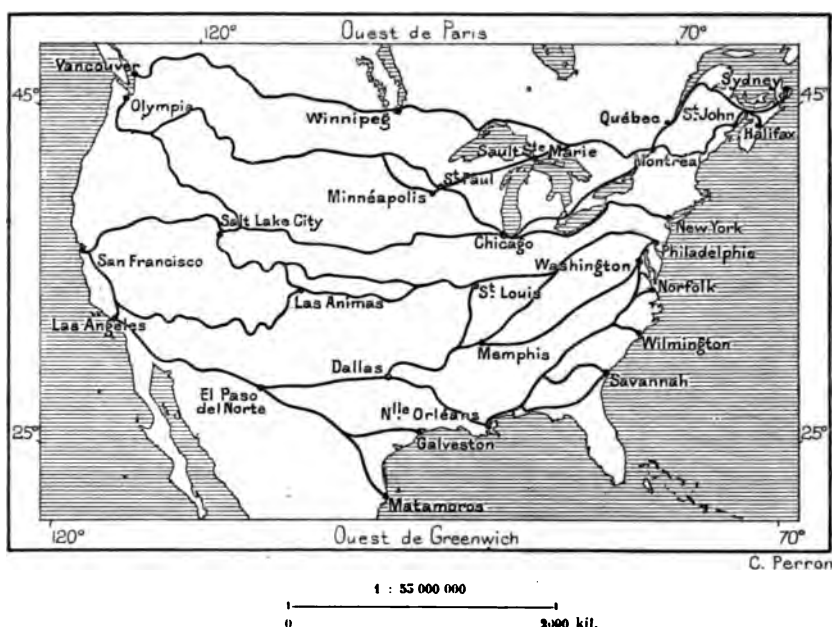 120° Ouest de Paris 70°
Vancouver
Sydney
45° 45°
Olympia
Winnipeg
Québec
St. John
Halifax
Sault Ste Marie
Montréal
St Paul
Minnéapolis
Salt Lake City
Chicago
New York
San Francisco
Washington
Philadelphie
Las Animas
St Louis
Norfolk
Las Angeles
Memphis
Wilmington
Dallas
El Paso
del Norte
Savannah
Nlle. Orléans
25° 25°
Galveston
Matamoros
120° Ouest de Greenwich 70°
C. Perron
1 : 55 000 000
0 2000 kil.